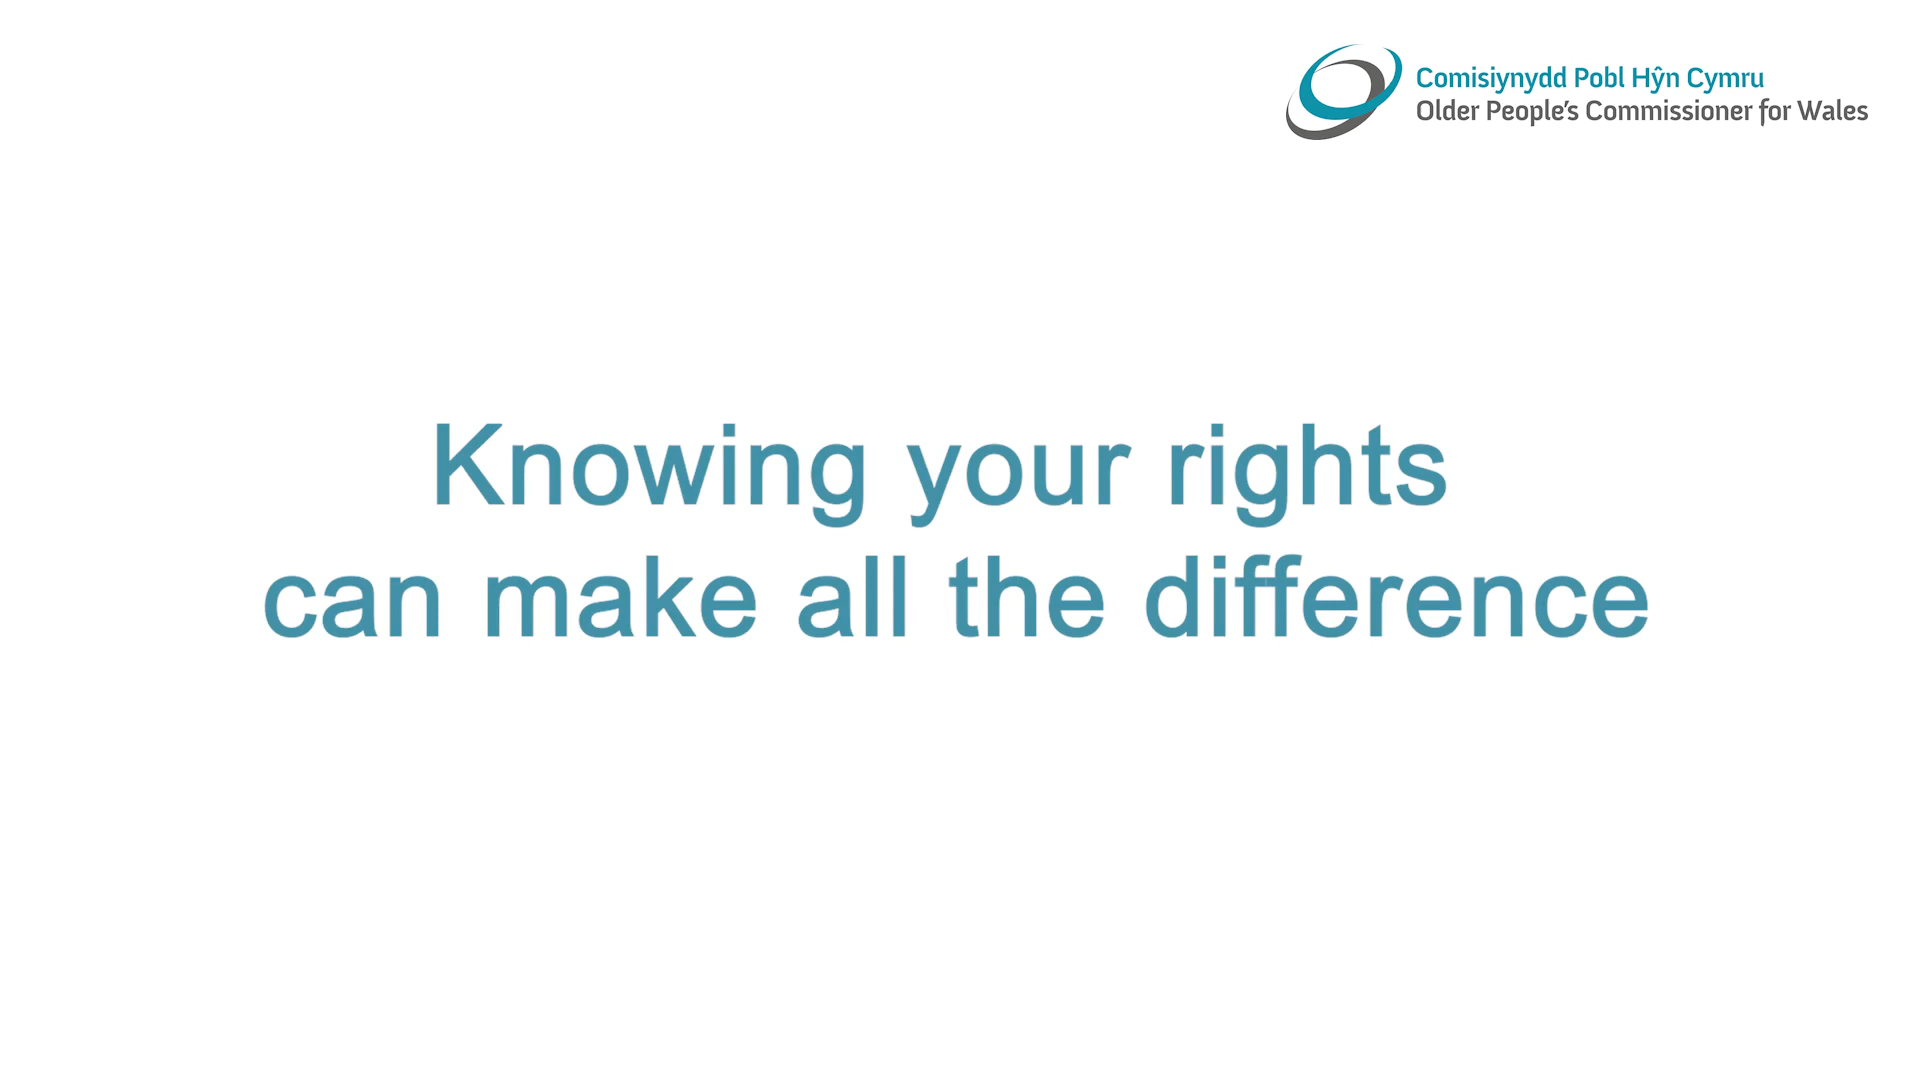 Comisiynydd Pobl Hŷn Cymru
Older People's Commissioner for Wales
Knowing your rights
can make all the difference